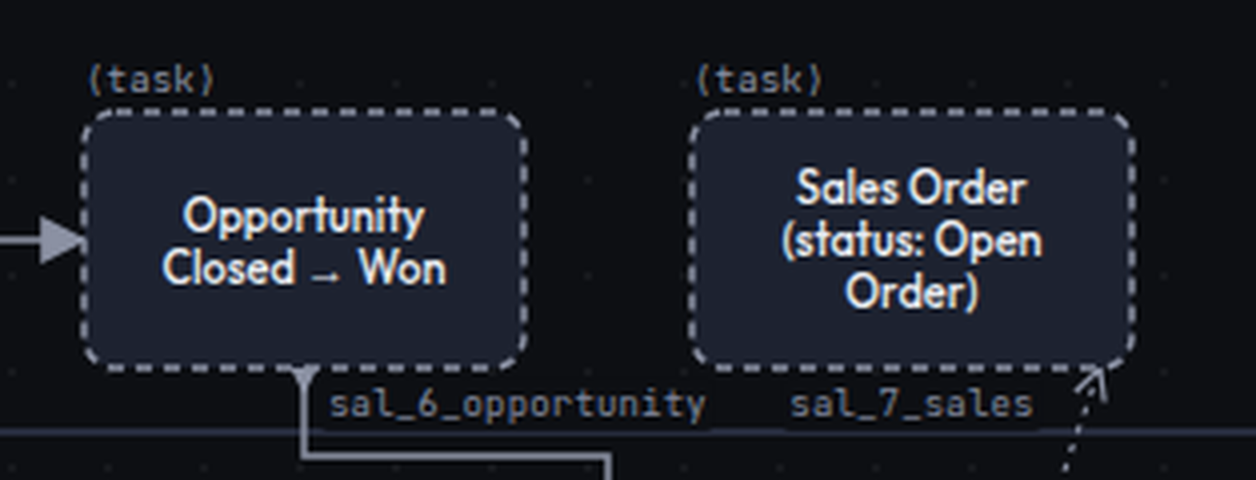 (task)
(task)
Opportunity
Closed → Won
Sales Order
(status: Open
Order)
sal_6_opportunity
sal_7_sales